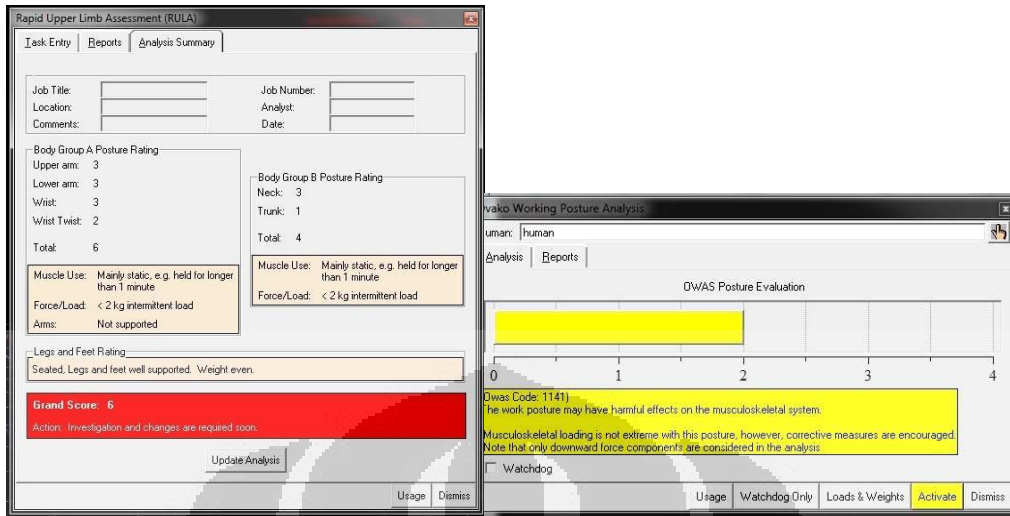 Rapid Upper Limb Assessment (RULA)
Task Entry Reports Analysis Summary
Job Title: Job Number:
Location: Analyst:
Comments: Date:
Body Group A Posture Rating
Upper arm: 3
Lower arm: 3
Wrist: 3
Wrist Twist: 2
Total: 6
Muscle Use: Mainly static, e.g. held for longer
than 1 minute
Force/Load: < 2 kg intermittent load
Arms: Not supported
Body Group B Posture Rating
Neck: 3
Trunk: 1
Total: 4
Muscle Use: Mainly static, e.g. held for longer
than 1 minute
Force/Load: < 2 kg intermittent load
Legs and Feet Rating
Seated, Legs and feet well supported. Weight even.
Grand Score: 6
Action: Investigation and changes are required soon.
Update Analysis
Usage Dismiss
vako Working Posture Analysis
uman: human
Analysis Reports
OWAS Posture Evaluation
0 1 2 3 4
Owas Code: 1141)
The work posture may have harmful effects on the musculoskeletal system.
Musculoskeletal loading is not extreme with this posture, however, corrective measures are encouraged.
Note that only downward force components are considered in the analysis
Watchdog
Usage Watchdog Only Loads & Weights Activate Dismiss